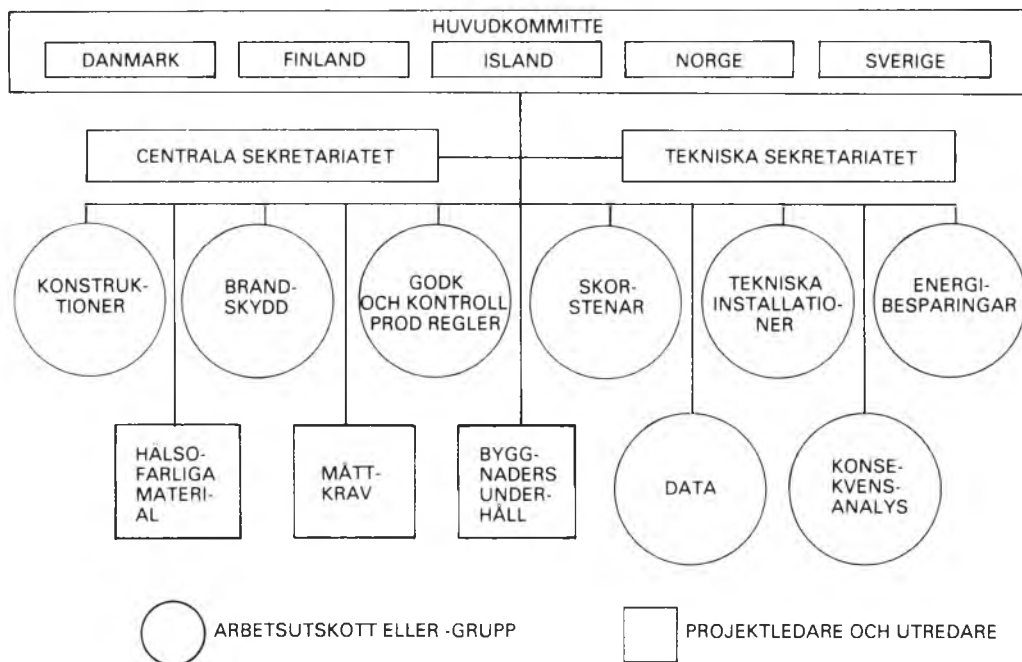 HUVUDKOMMITTE
DANMARK
FINLAND
ISLAND
NORGE
SVERIGE
CENTRALA SEKRETARIATET
TEKNISKA SEKRETARIATET
KONSTRUK-
TIONER
BRAND-
SKYDD
GODK
OCH KONTROLL
PROD REGLER
SKOR-
STENAR
TEKNISKA
INSTALLATIO-
NER
ENERGI-
BESPARINGAR
HÄLSO-
FARLIGA
MATERI-
AL
MÅTT-
KRAV
BYGG-
NADERS
UNDER-
HÅLL
DATA
KONSE-
KVENS-
ANALYS
ARBETSUTSKOTT ELLER -GRUPP
PROJEKTLEDARE OCH UTREDARE